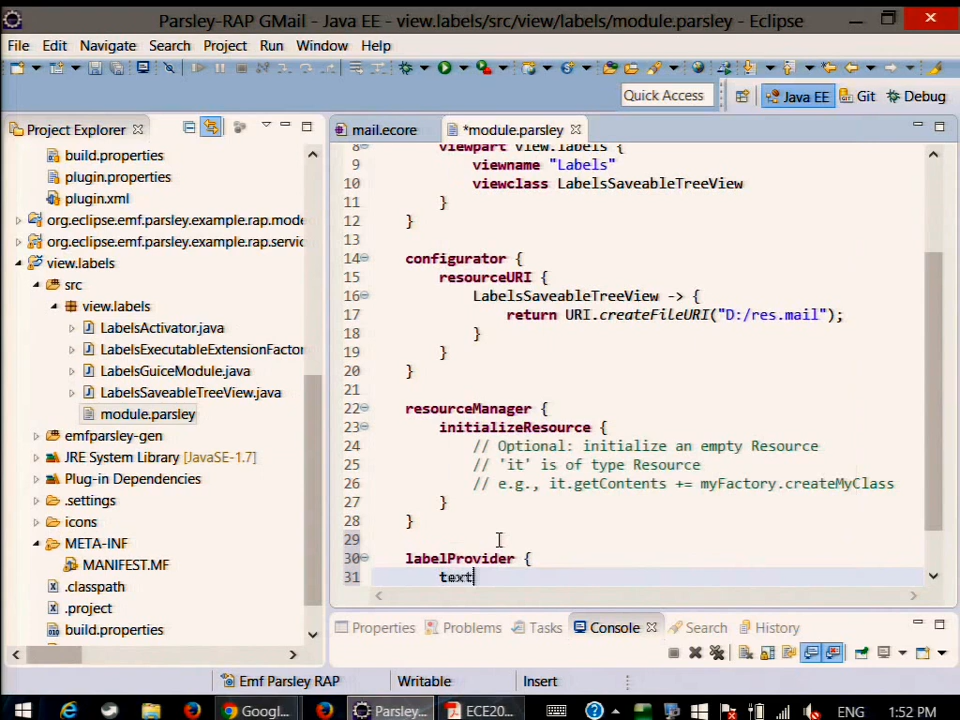 Parsley-RAP GMail - Java EE - view.labels/src/view/labels/module.parsley - Eclipse
File Edit Navigate Search Project Run Window Help
Quick Access
Java EE
Git
Debug
Project Explorer
build.properties
plugin.properties
plugin.xml
org.eclipse.emf.parsley.example.rap.mode
org.eclipse.emf.parsley.example.rap.servic
view.labels
src
view.labels
LabelsActivator.java
LabelsExecutableExtensionFactor
LabelsGuiceModule.java
LabelsSaveableTreeView.java
module.parsley
emfparsley-gen
JRE System Library [JavaSE-1.7]
Plug-in Dependencies
.settings
icons
META-INF
MANIFEST.MF
.classpath
.project
build.properties
mail.ecore
*module.parsley
8 viewpart view.labels {
9 viewname "Labels"
10 viewclass LabelsSaveableTreeView
11 }
12 }
13
14 configurator {
15 resourceURI {
16 LabelsSaveableTreeView -> {
17 return URI.createFileURI("D:/res.mail");
18 }
19 }
20 }
21
22 resourceManager {
23 initializeResource {
24 // Optional: initialize an empty Resource
25 // 'it' is of type Resource
26 // e.g., it.getContents += myFactory.createMyClass
27 }
28 }
29
30 labelProvider {
31 text
Properties Problems Tasks Console Search History
Emf Parsley RAP
Writable
Insert
Googl...
Parsley...
ECE20...
ENG
1:52 PM